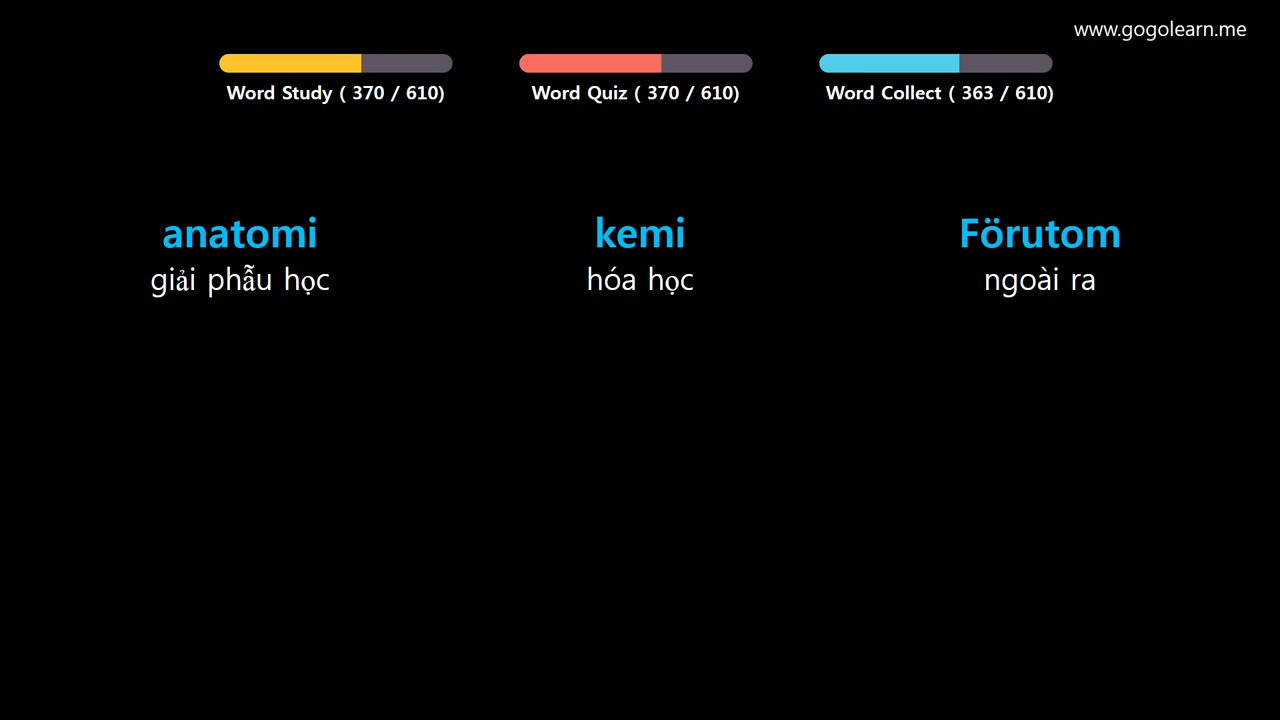 www.gogolearn.me
Word Study ( 370 / 610)
Word Quiz ( 370 / 610)
Word Collect ( 363 / 610)
anatomi
giải phẫu học
kemi
hóa học
Förutom
ngoài ra